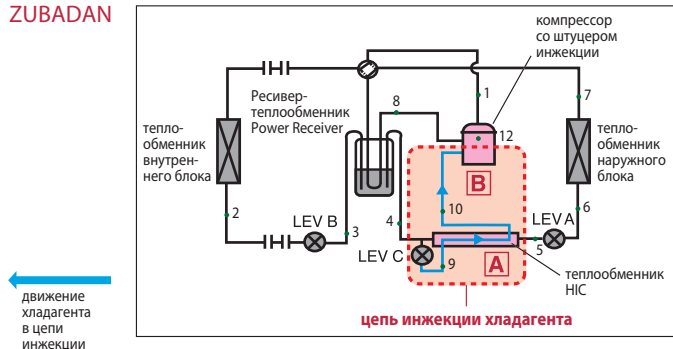 ZUBADAN
компрессор
со штуцером
инжекции
1
Ресивер-
теплообменник
Power Receiver
8
7
12
тепло-
обменник
внутрен-
него блока
тепло-
обменник
наружного
блока
B
2
10
6
LEV B
3
4
LEV A
5
LEV C
9
A
теплообменник
HIC
движение
хладагента
в цепи
инжекции
цепь инжекции хладагента